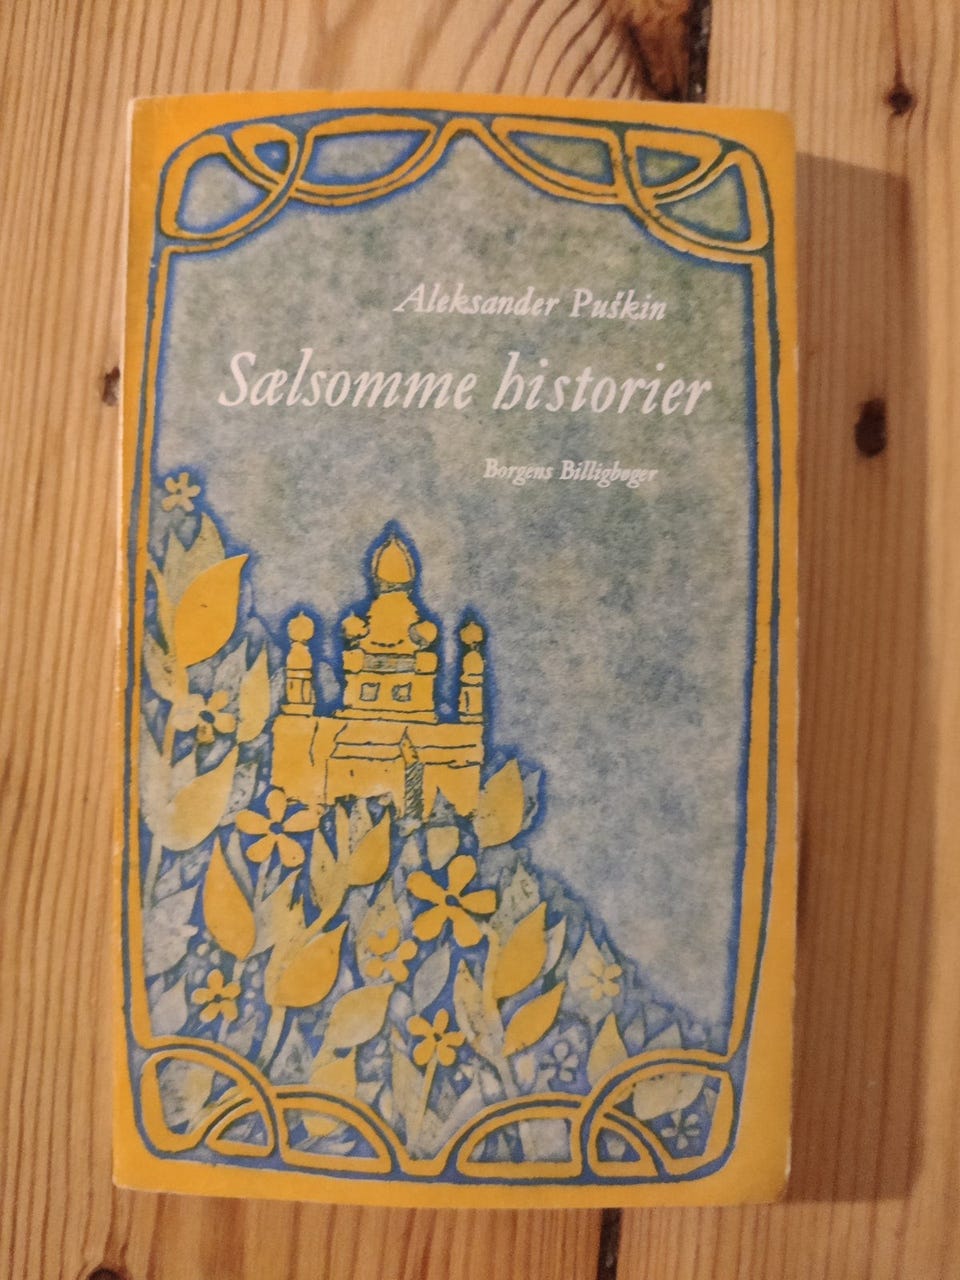 Aleksander Puškin
Sælsomme historier
Borgens Billigbøger